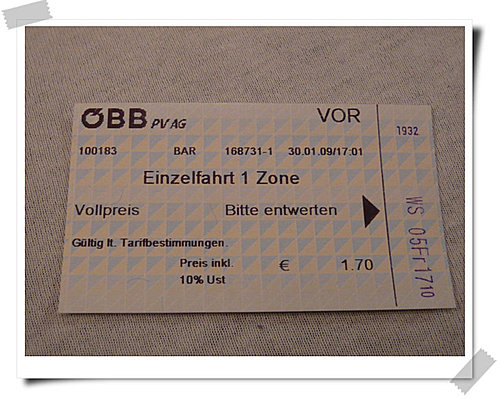 ÖBB PV AG VOR
1932
100183 BAR 168731-1 30.01.09/17:01
Einzelfahrt 1 Zone
Vollpreis Bitte entwerten
Gültig lt. Tarifbestimmungen.
Preis inkl. € 1.70
10% Ust
WS 05Fr1710